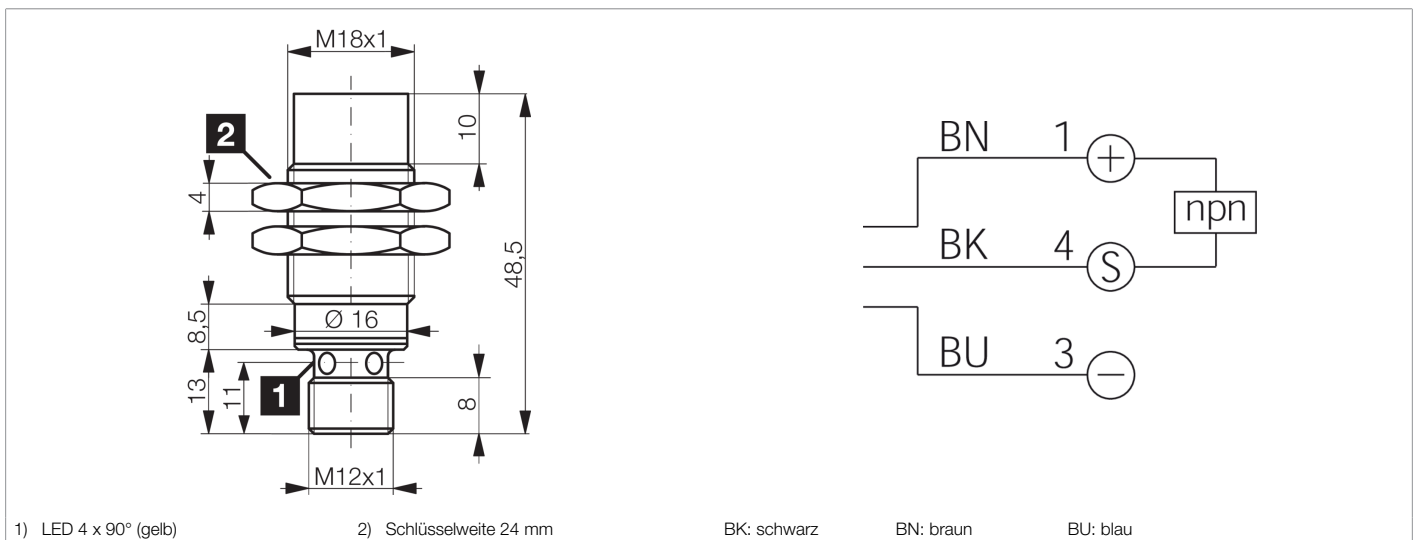 M18x1
2
10
4
48,5
8,5
Ø 16
13
11
1
8
M12x1
BN 1 +
npn
BK 4 S
BU 3 −
1) LED 4 x 90° (gelb) 2) Schlüsselweite 24 mm BK: schwarz BN: braun BU: blau